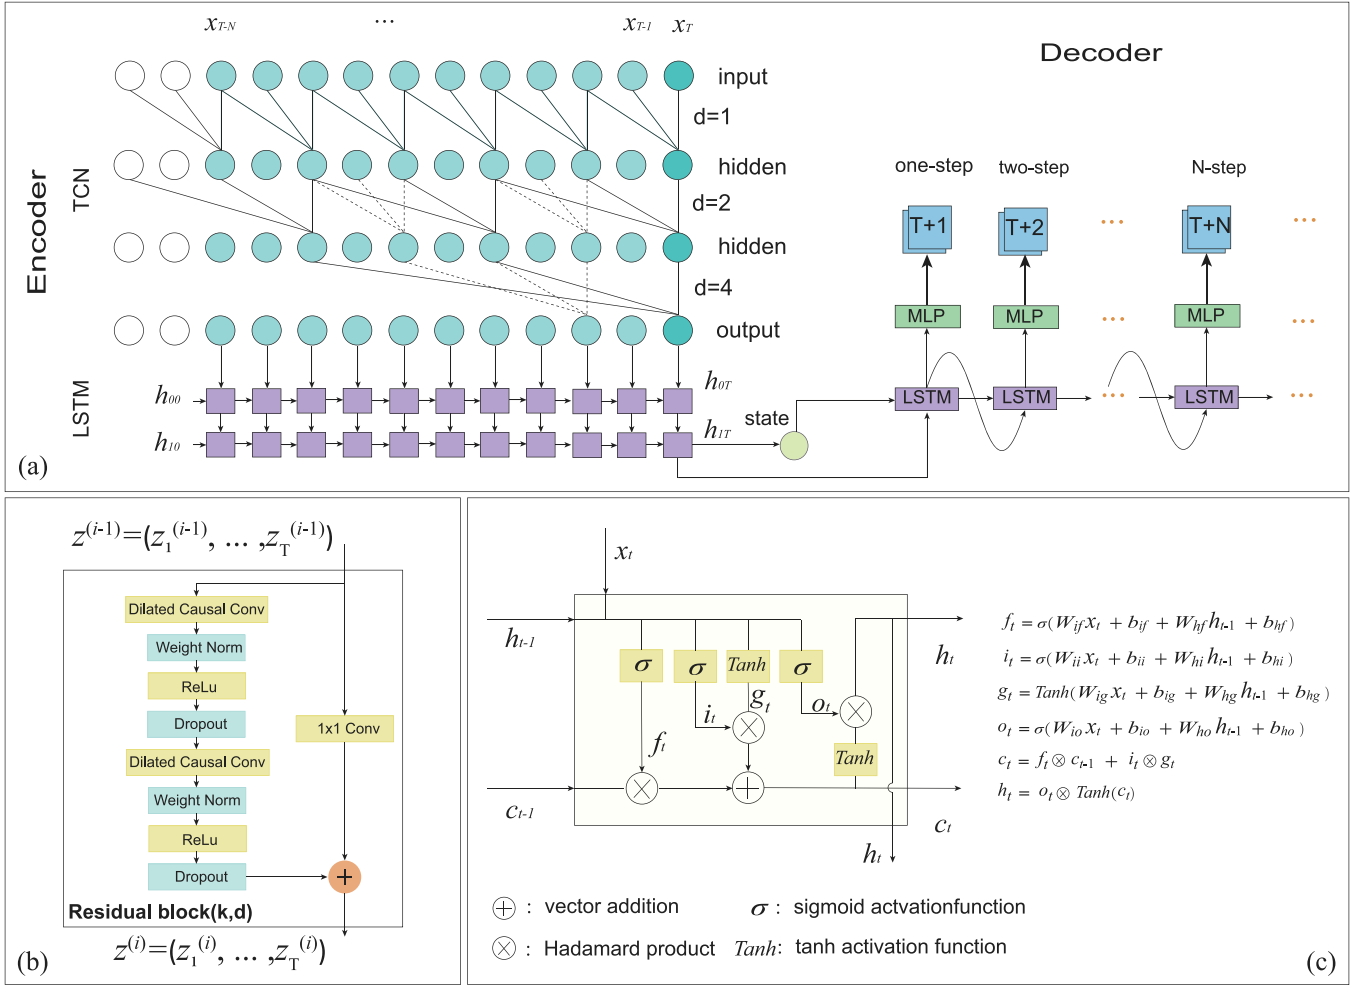 x_{T-N} ... x_{T-1} x_T
Decoder
input
d=1
hidden
d=2
hidden
d=4
output
Encoder
TCN
LSTM
h_{00}
h_{0T}
h_{10}
h_{1T}
state
one-step two-step N-step
T+1 T+2 ... T+N ...
MLP MLP ... MLP ...
LSTM LSTM ... LSTM ...
(a)
z^{(i-1)}=(z_1^{(i-1)}, ... ,z_T^{(i-1)})
Dilated Causal Conv
Weight Norm
ReLu
Dropout
1x1 Conv
Dilated Causal Conv
Weight Norm
ReLu
Dropout
+
Residual block(k,d)
z^{(i)}=(z_1^{(i)}, ... ,z_T^{(i)})
(b)
x_t
h_{t-1}
h_t
σ σ Tanh σ
i_t g_t o_t
f_t
Tanh
c_{t-1}
c_t
h_t
f_t = σ(W_{if} x_t + b_{if} + W_{hf} h_{t-1} + b_{hf})
i_t = σ(W_{ii} x_t + b_{ii} + W_{hi} h_{t-1} + b_{hi})
g_t = Tanh(W_{ig} x_t + b_{ig} + W_{hg} h_{t-1} + b_{hg})
o_t = σ(W_{io} x_t + b_{io} + W_{ho} h_{t-1} + b_{ho})
c_t = f_t ⊗ c_{t-1} + i_t ⊗ g_t
h_t = o_t ⊗ Tanh(c_t)
⊕ : vector addition σ : sigmoid actvationfunction
⊗ : Hadamard product Tanh: tanh activation function
(c)